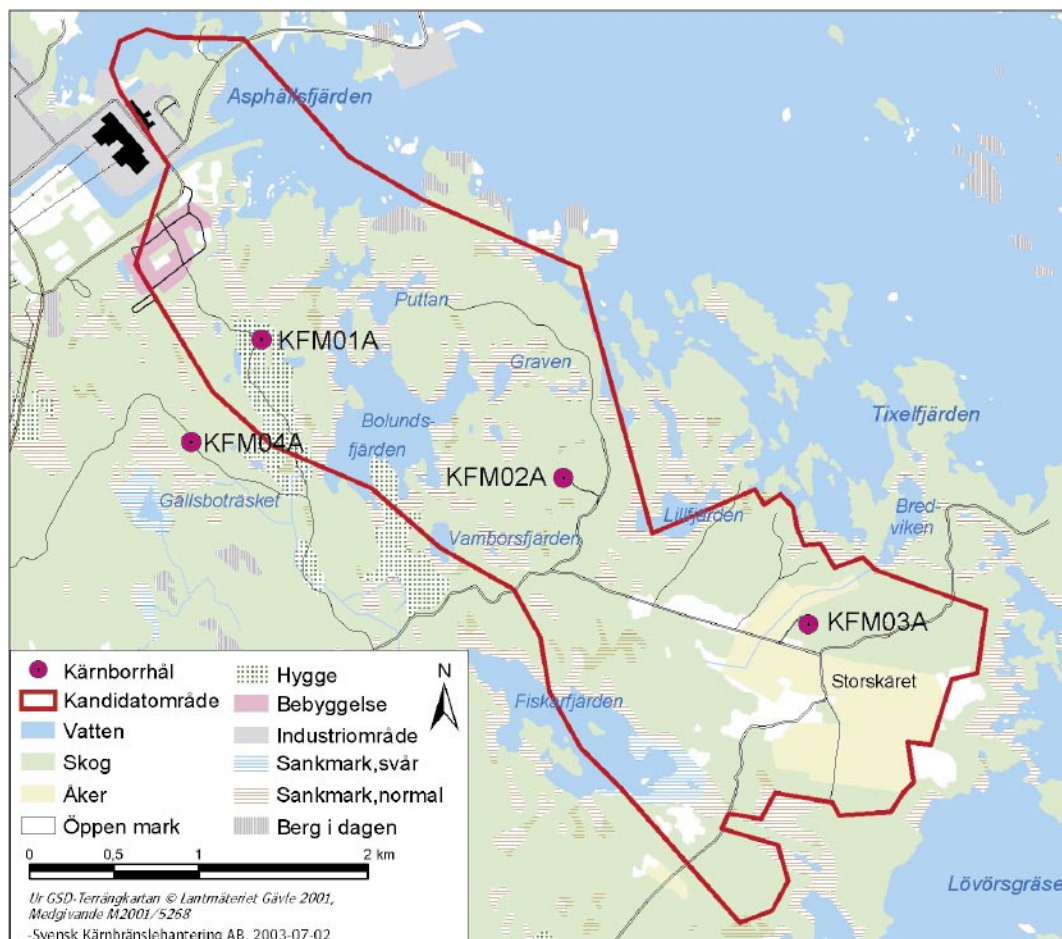 Asphällsfjärden
Puttan
KFM01A
Graven
Bolunds-
fjärden
Tixelfjärden
KFM04A
KFM02A
Gällsboträsket
Lillfjärden
Bred-
viken
Vambörsfjärden
KFM03A
Storskäret
Fiskarfjärden
Lövörsgräse
Kärnborrhål
Kandidatområde
Vatten
Skog
Åker
Öppen mark
Hygge
Bebyggelse
Industriområde
Sankmark,svår
Sankmark,normal
Berg i dagen
N
0 0,5 1 2 km
Ur GSD-Terrängkartan © Lantmäteriet Gävle 2001,
Medgivande M2001/5268
-Svensk Kärnbränslehantering AB, 2003-07-02